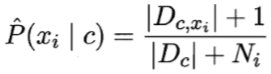 P̂(xᵢ | c) = (|D_{c,xᵢ}| + 1) / (|D_c| + Nᵢ)